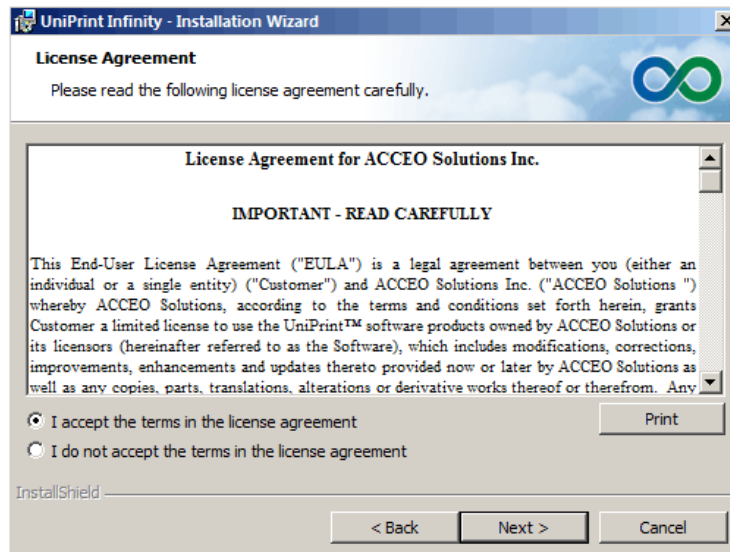 UniPrint Infinity - Installation Wizard
License Agreement
Please read the following license agreement carefully.
License Agreement for ACCEO Solutions Inc.
IMPORTANT - READ CAREFULLY
This End-User License Agreement ("EULA") is a legal agreement between you (either an
individual or a single entity) ("Customer") and ACCEO Solutions Inc. ("ACCEO Solutions ")
whereby ACCEO Solutions, according to the terms and conditions set forth herein, grants
Customer a limited license to use the UniPrint™ software products owned by ACCEO Solutions or
its licensors (hereinafter referred to as the Software), which includes modifications, corrections,
improvements, enhancements and updates thereto provided now or later by ACCEO Solutions as
well as any copies, parts, translations, alterations or derivative works thereof or therefrom. Any
I accept the terms in the license agreement
Print
I do not accept the terms in the license agreement
InstallShield
< Back
Next >
Cancel